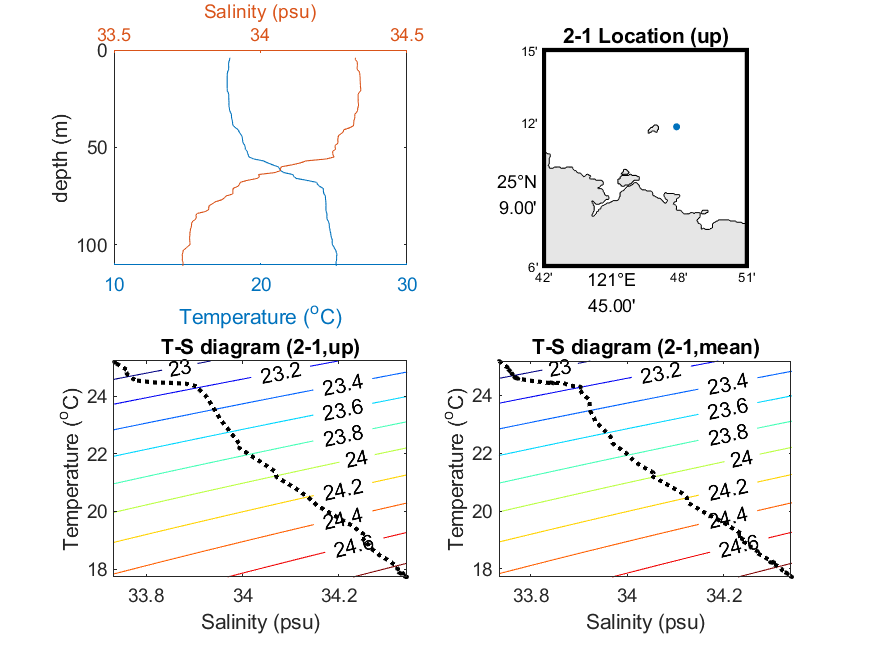 Salinity (psu)
33.5 34 34.5
0
50
100
depth (m)
10 20 30
Temperature (°C)
2-1 Location (up)
15'
12'
25°N
9.00'
6'
42' 121°E 48' 51'
45.00'
T-S diagram (2-1,up)
23 23.2 23.4
23.6
23.8
24
24.2
24.4
24.6
24
22
20
18
Temperature (°C)
33.8 34 34.2
Salinity (psu)
T-S diagram (2-1,mean)
23 23.2 23.4
23.6
23.8
24
24.2
24.4
24.6
24
22
20
18
Temperature (°C)
33.8 34 34.2
Salinity (psu)